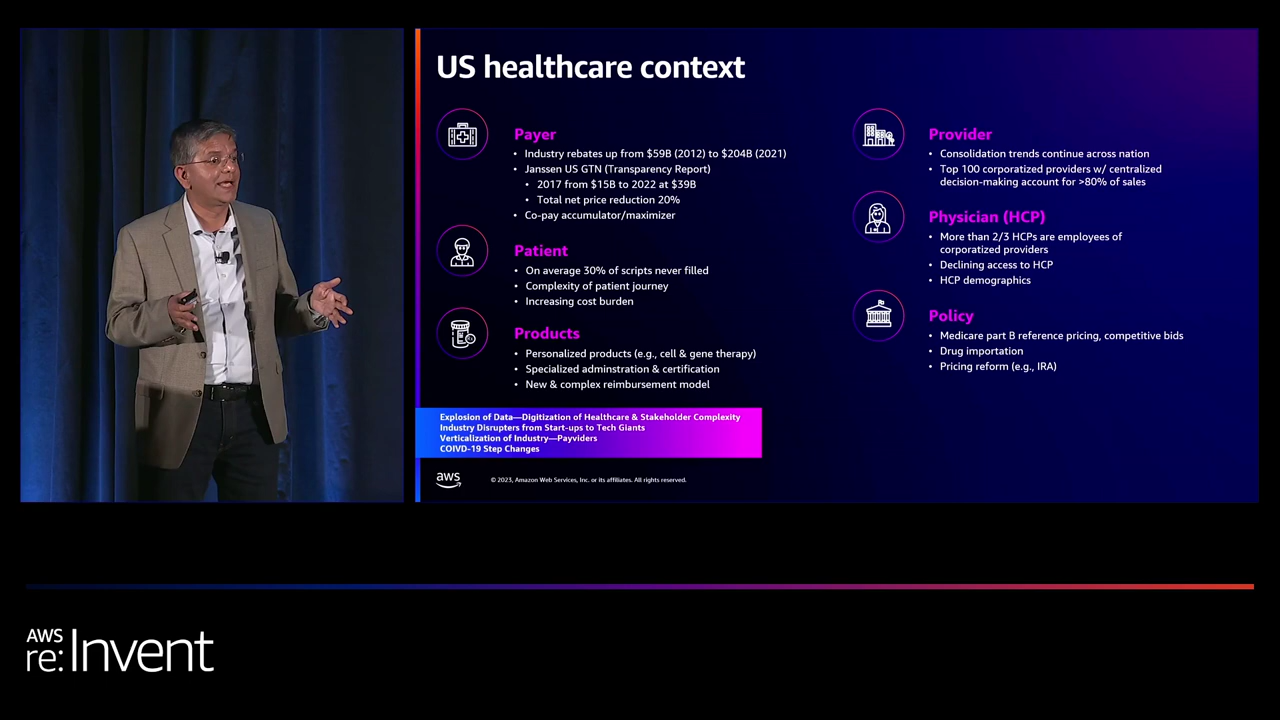 US healthcare context
Payer
• Industry rebates up from $59B (2012) to $204B (2021)
• Janssen US GTN (Transparency Report)
• 2017 from $15B to 2022 at $39B
• Total net price reduction 20%
• Co-pay accumulator/maximizer
Patient
• On average 30% of scripts never filled
• Complexity of patient journey
• Increasing cost burden
Products
• Personalized products (e.g., cell & gene therapy)
• Specialized adminstration & certification
• New & complex reimbursement model
Provider
• Consolidation trends continue across nation
• Top 100 corporatized providers w/ centralized
decision-making account for >80% of sales
Physician (HCP)
• More than 2/3 HCPs are employees of
corporatized providers
• Declining access to HCP
• HCP demographics
Policy
• Medicare part B reference pricing, competitive bids
• Drug importation
• Pricing reform (e.g., IRA)
Explosion of Data—Digitization of Healthcare & Stakeholder Complexity
Industry Disrupters from Start-ups to Tech Giants
Verticalization of Industry—Payviders
COIVD-19 Step Changes
aws
© 2023, Amazon Web Services, Inc. or its affiliates. All rights reserved.
AWS
re:Invent